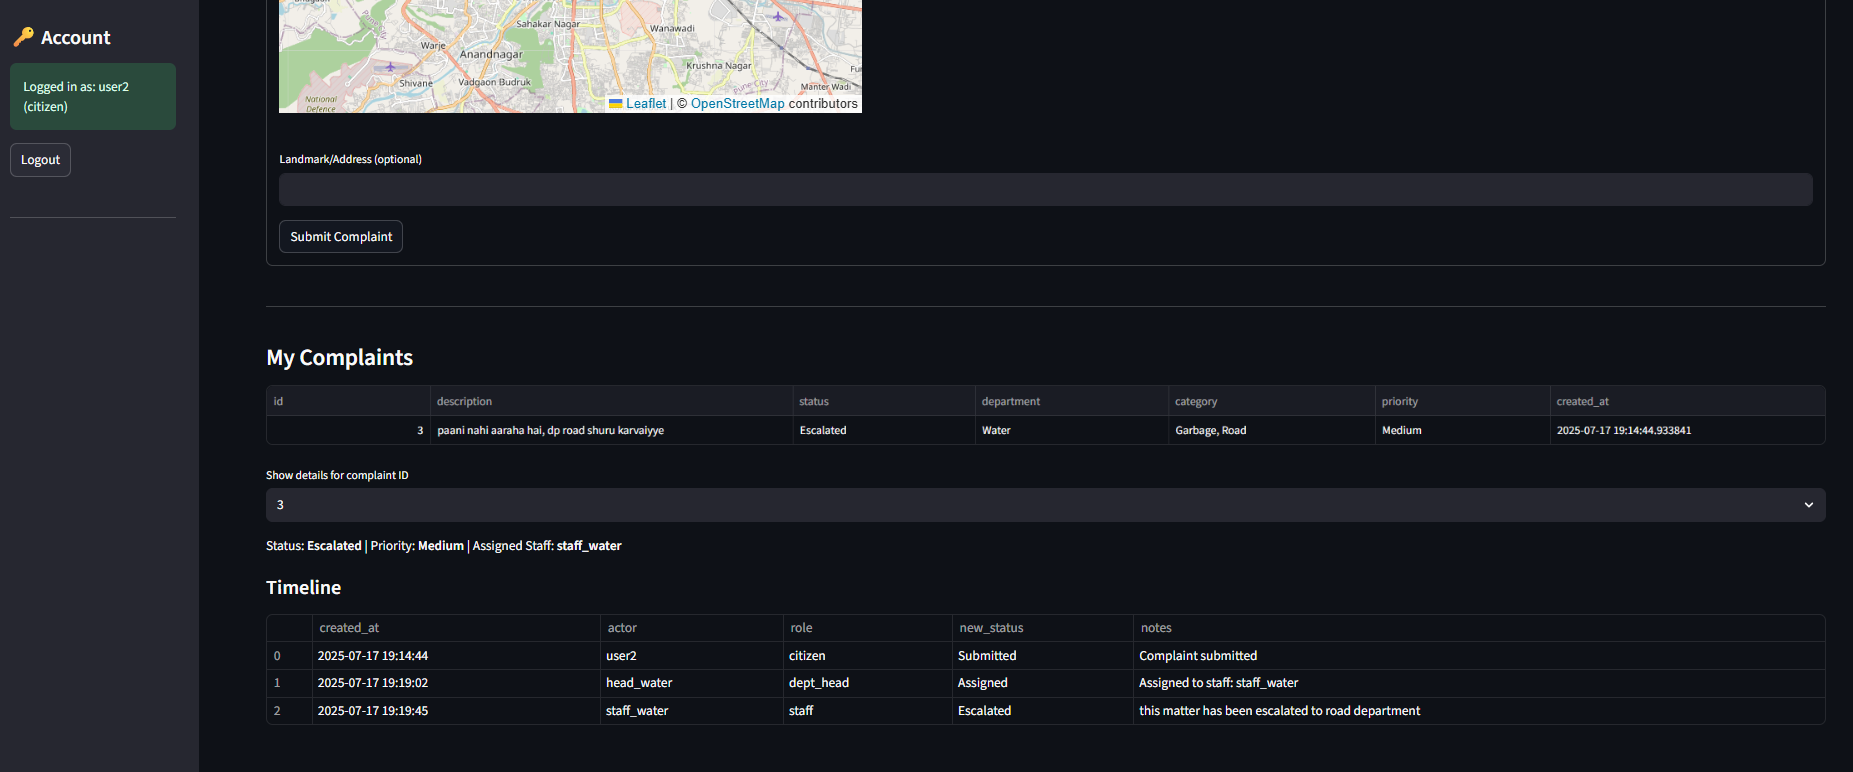 Account
Logged in as: user2
(citizen)
Logout
Sahakar Nagar
Wanawadi
Warje
Anandnagar
Krushna Nagar
Shivane
Vadgaon Budruk
Manter Wadi
National
Defence
Leaflet | © OpenStreetMap contributors
Landmark/Address (optional)
Submit Complaint
My Complaints
id description status department category priority created_at
3 paani nahi aaraha hai, dp road shuru karvaiyye Escalated Water Garbage, Road Medium 2025-07-17 19:14:44.933841
Show details for complaint ID
3
Status: Escalated | Priority: Medium | Assigned Staff: staff_water
Timeline
created_at actor role new_status notes
0 2025-07-17 19:14:44 user2 citizen Submitted Complaint submitted
1 2025-07-17 19:19:02 head_water dept_head Assigned Assigned to staff: staff_water
2 2025-07-17 19:19:45 staff_water staff Escalated this matter has been escalated to road department